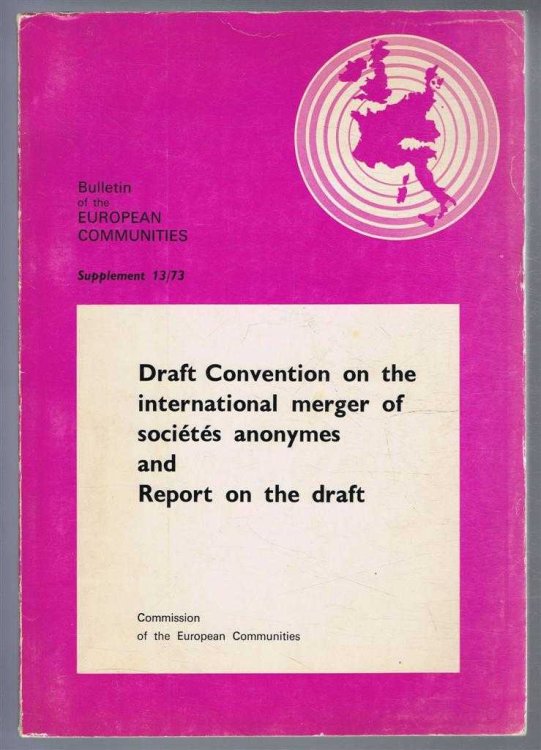 Bulletin
of the
EUROPEAN
COMMUNITIES
Supplement 13/73
Draft Convention on the
international merger of
sociétés anonymes
and
Report on the draft
Commission
of the European Communities